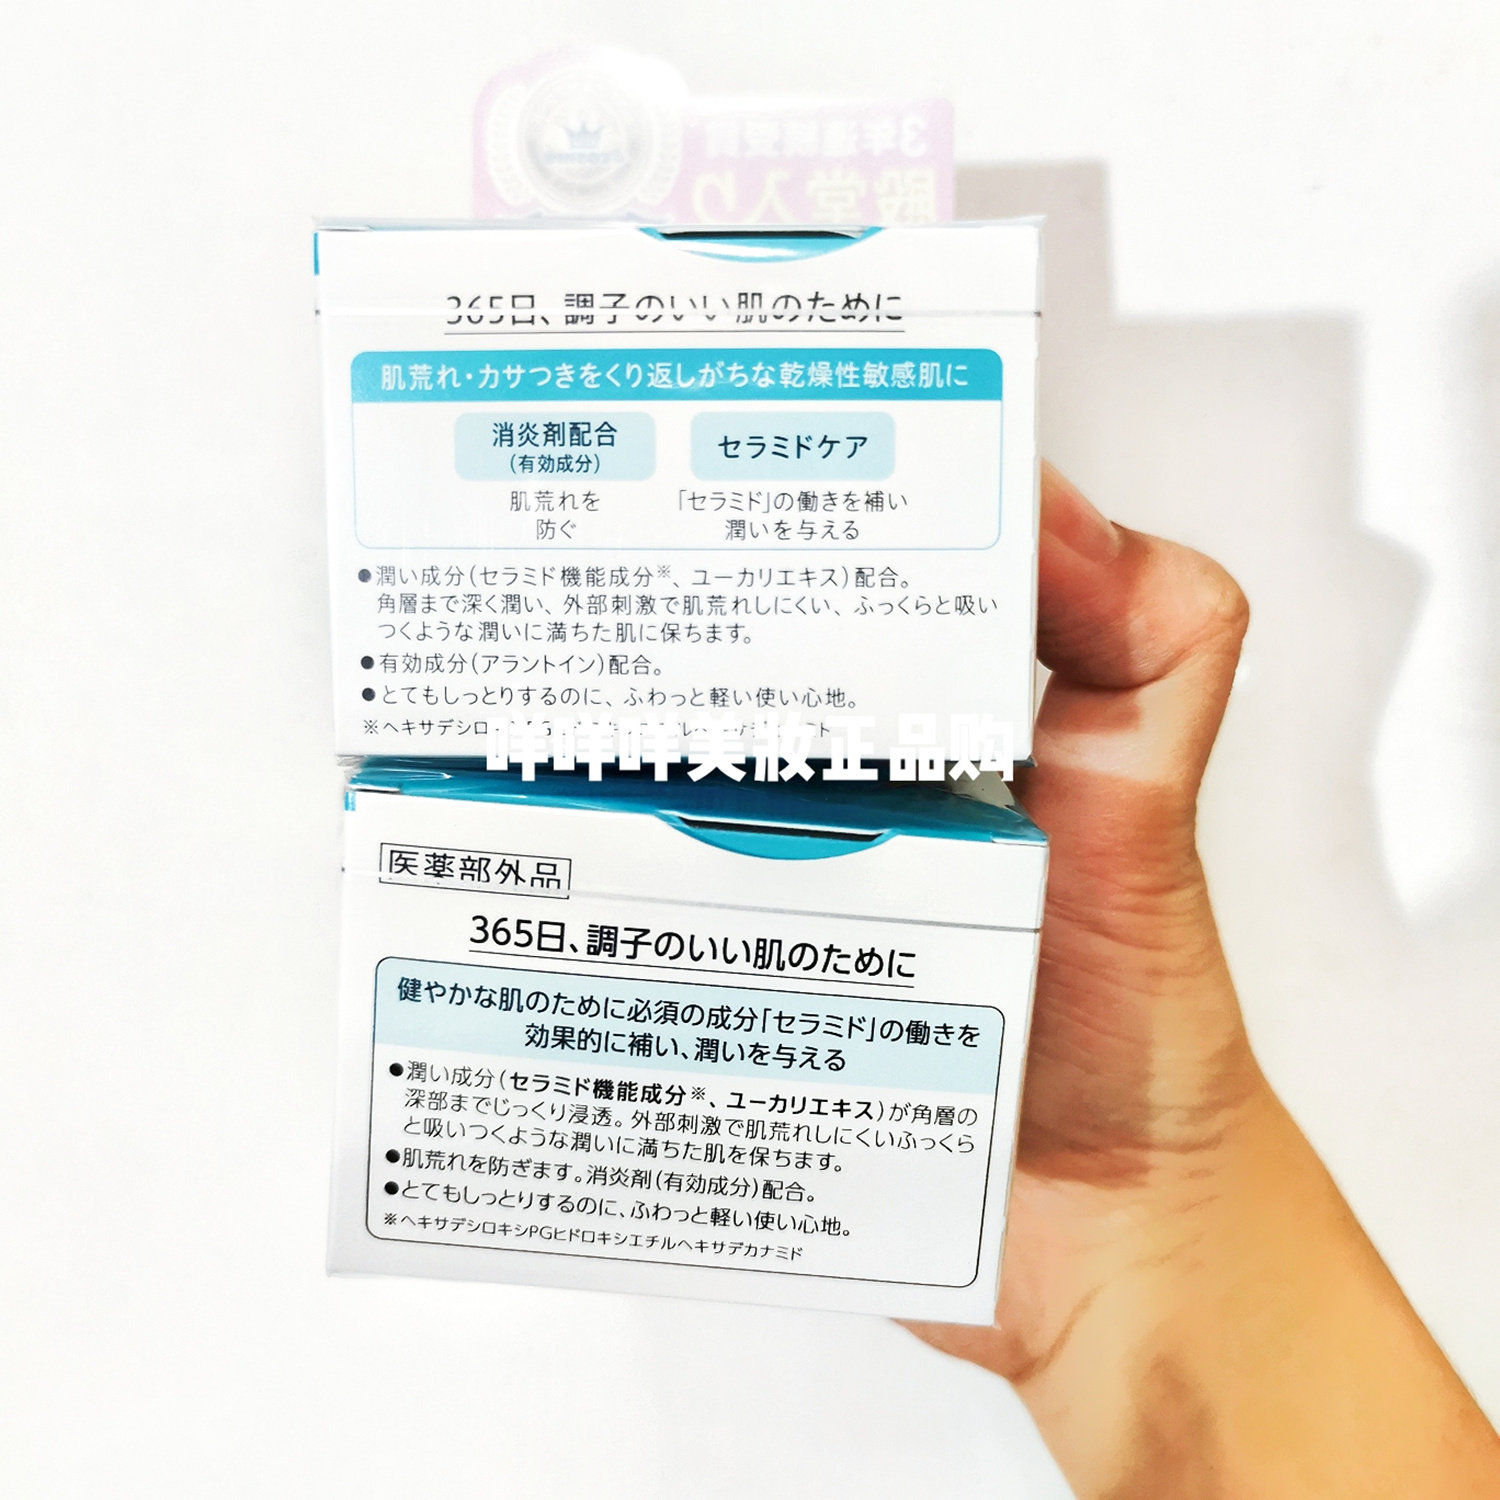 3年連続受賞
殿堂入り
365日、調子のいい肌のために
肌荒れ・カサつきをくり返しがちな乾燥性敏感肌に
消炎剤配合
(有効成分)
セラミドケア
肌荒れを
防ぐ
「セラミド」の働きを補い
潤いを与える
●潤い成分(セラミド機能成分※、ユーカリエキス)配合。
角層まで深く潤い、外部刺激で肌荒れしにくい、ふっくらと吸い
つくような潤いに満ちた肌に保ちます。
●有効成分(アラントイン)配合。
●とてもしっとりするのに、ふわっと軽い使い心地。
※ヘキサデシロ
咩咩咩美妝正品购
医薬部外品
365日、調子のいい肌のために
健やかな肌のために必須の成分「セラミド」の働きを
効果的に補い、潤いを与える
●潤い成分(セラミド機能成分※、ユーカリエキス)が角層の
深部までじっくり浸透。外部刺激で肌荒れしにくいふっくら
と吸いつくような潤いに満ちた肌を保ちます。
●肌荒れを防ぎます。消炎剤(有効成分)配合。
●とてもしっとりするのに、ふわっと軽い使い心地。
※ヘキサデシロキシPGヒドロキシエチルヘキサデカナミド